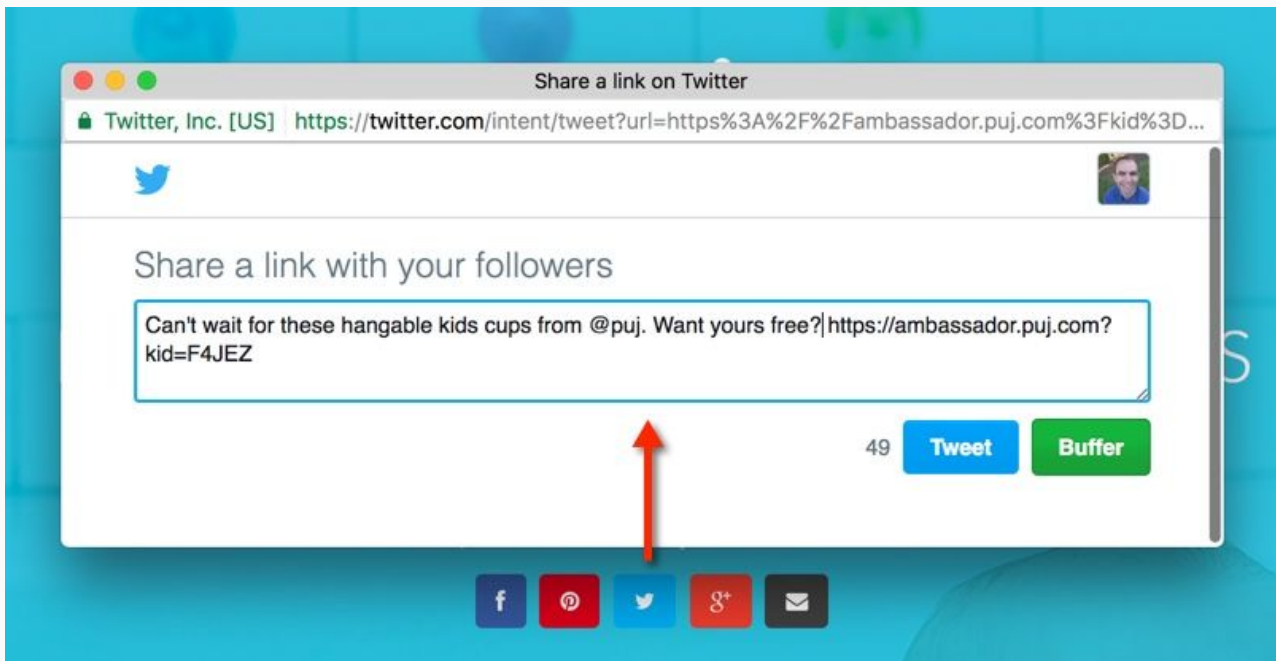 Share a link on Twitter
Twitter, Inc. [US] https://twitter.com/intent/tweet?url=https%3A%2F%2Fambassador.puj.com%3Fkid%3D...
Share a link with your followers
Can't wait for these hangable kids cups from @puj. Want yours free? https://ambassador.puj.com?
kid=F4JEZ
S
49 Tweet Buffer
f g+